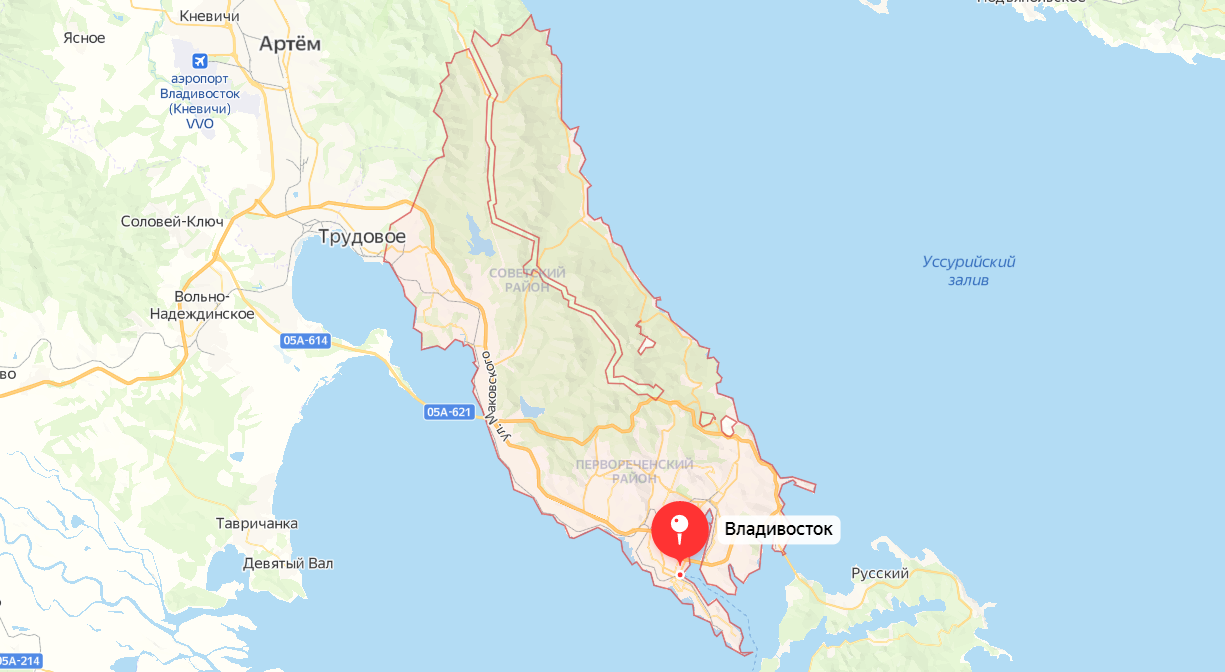 Кневичи
Подъяпольское
Ясное
Артём
аэропорт
Владивосток
(Кневичи)
VVO
Соловей-Ключ
Трудовое
Уссурийский
залив
СОВЕТСКИЙ
РАЙОН
Вольно-
Надеждинское
05А-614
во
ул. Маковского
05А-621
ПЕРВОРЕЧЕНСКИЙ
РАЙОН
Тавричанка
Владивосток
Девятый Вал
Русский
05А-214